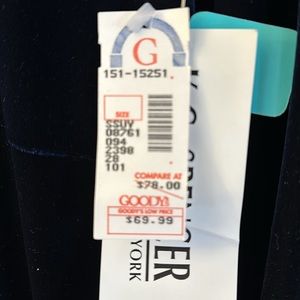 G
151-15251
SIZE
SSUY
08761
094
2398
28
101
COMPARE AT
$78.00
GOODY'S
GOODY'S LOW PRICE
$69.99
SPENCER
YORK